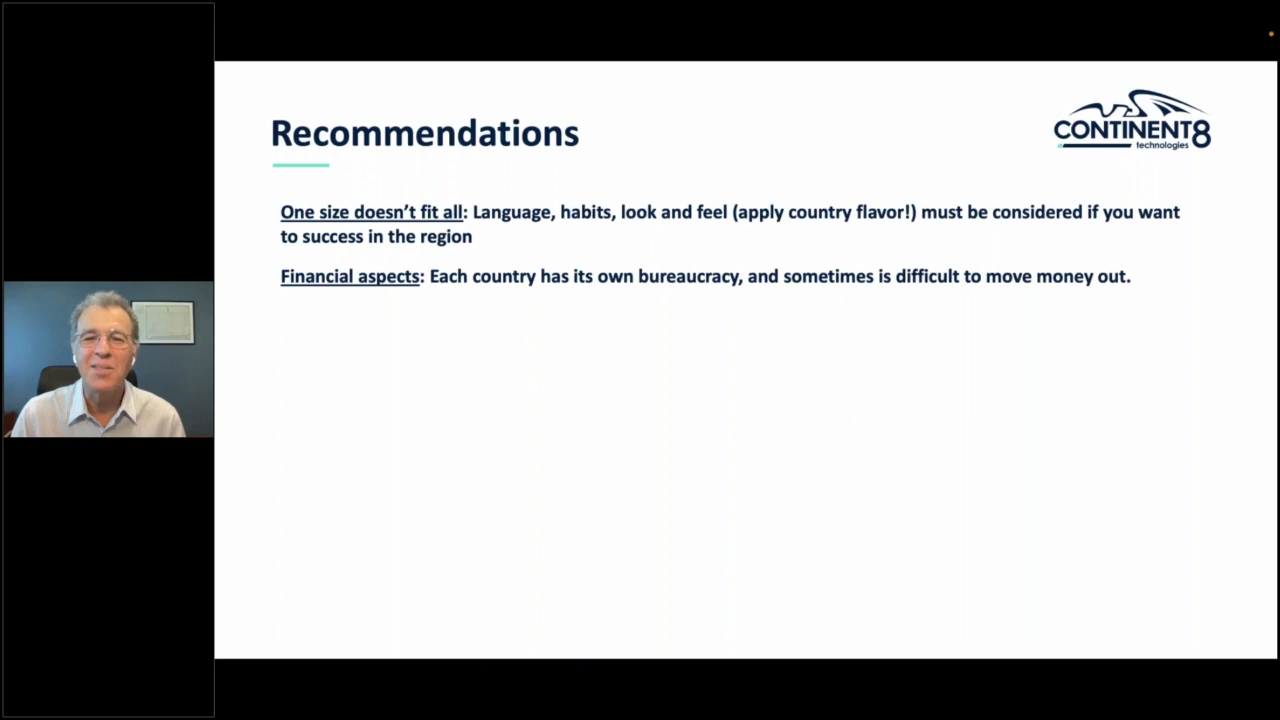 Recommendations
CONTINENT8
technologies
One size doesn’t fit all: Language, habits, look and feel (apply country flavor!) must be considered if you want
to success in the region
Financial aspects: Each country has its own bureaucracy, and sometimes is difficult to move money out.